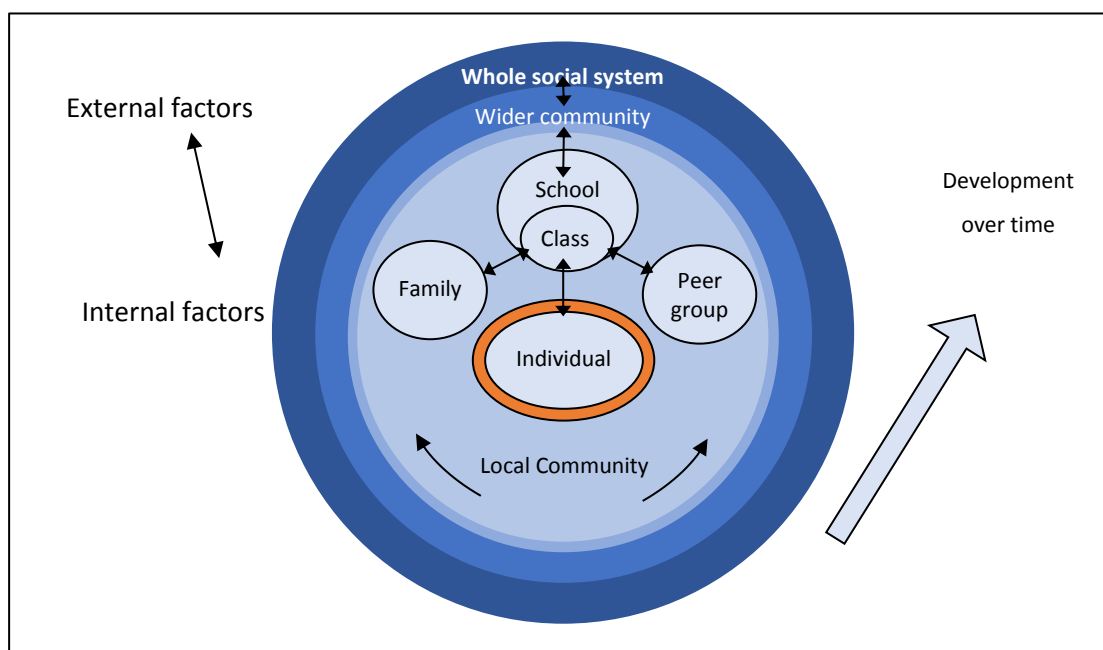 Whole social system
External factors
Wider community
School
Development
over time
Class
Family
Peer
group
Internal factors
Individual
Local Community